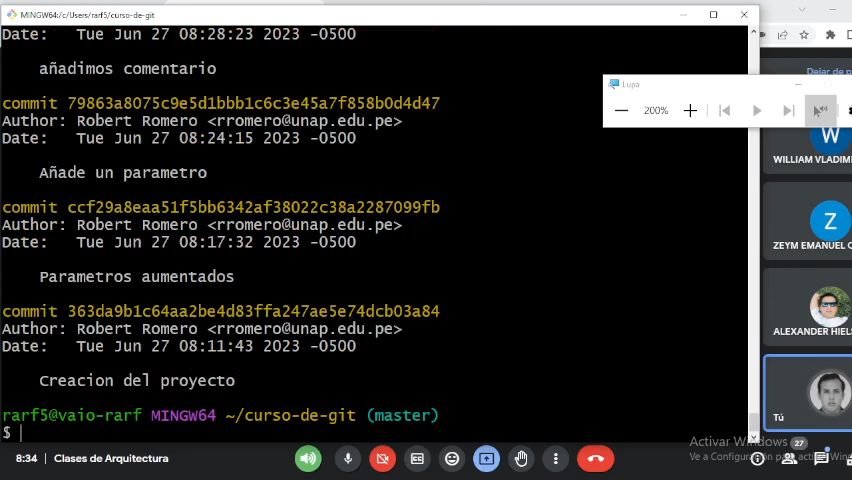 MINGW64:/c/Users/rarf5/curso-de-git
Date:   Tue Jun 27 08:28:23 2023 -0500
añadimos comentario
commit 79863a8075c9e5d1bbb1c6c3e45a7f858b0d4d47
Author: Robert Romero <rromero@unap.edu.pe>
Date:   Tue Jun 27 08:24:15 2023 -0500
Añade un parametro
commit ccf29a8eaa51f5bb6342af38022c38a2287099fb
Author: Robert Romero <rromero@unap.edu.pe>
Date:   Tue Jun 27 08:17:32 2023 -0500
Parametros aumentados
commit 363da9b1c64aa2be4d83ffa247ae5e74dcb03a84
Author: Robert Romero <rromero@unap.edu.pe>
Date:   Tue Jun 27 08:11:43 2023 -0500
Creacion del proyecto
rarf5@vaio-rarf MINGW64 ~/curso-de-git (master)
$
Lupa
200%
W
WILLIAM VLADIM
Z
ZEYM EMANUEL
ALEXANDER HIELS
Tú
Activar Windows
Ve a Configuración para activar Win
27
8:34 Clases de Arquitectura
CC